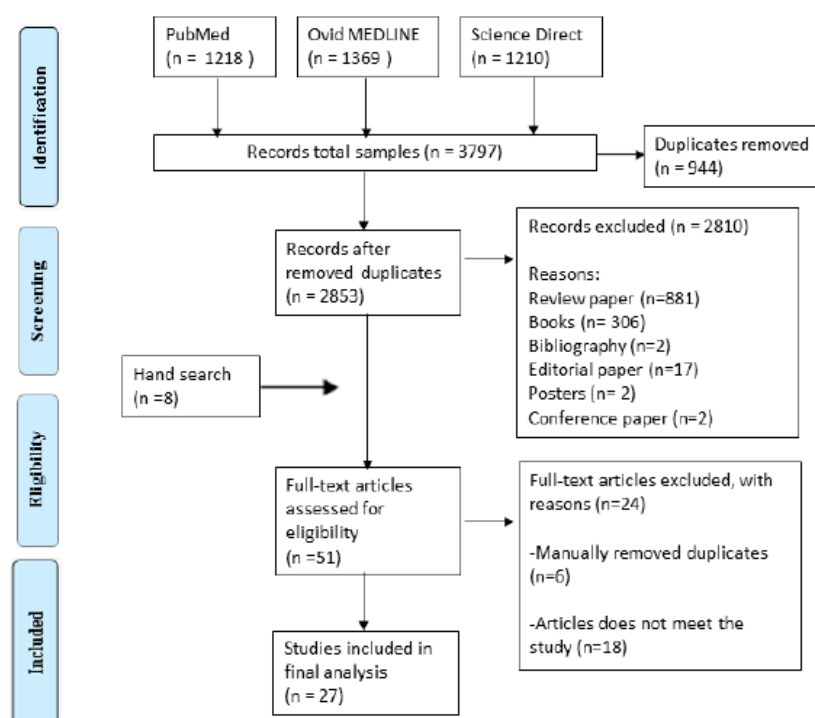 PubMed
(n = 1218 )
Ovid MEDLINE
(n = 1369 )
Science Direct
(n = 1210)
Identification
Records total samples (n = 3797)
Duplicates removed
(n = 944)
Screening
Records after
removed duplicates
(n = 2853)
Records excluded (n = 2810)
Reasons:
Review paper (n=881)
Books (n= 306)
Bibliography (n=2)
Editorial paper (n=17)
Posters (n= 2)
Conference paper (n=2)
Hand search
(n =8)
Eligibility
Full-text articles
assessed for
eligibility
(n =51)
Full-text articles excluded, with
reasons (n=24)
-Manually removed duplicates
(n=6)
-Articles does not meet the
study (n=18)
Included
Studies included in
final analysis
(n = 27)